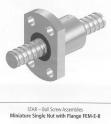 STAR – Ball Screw Assemblies
Miniature Single Nut with Flange FEM-E-B